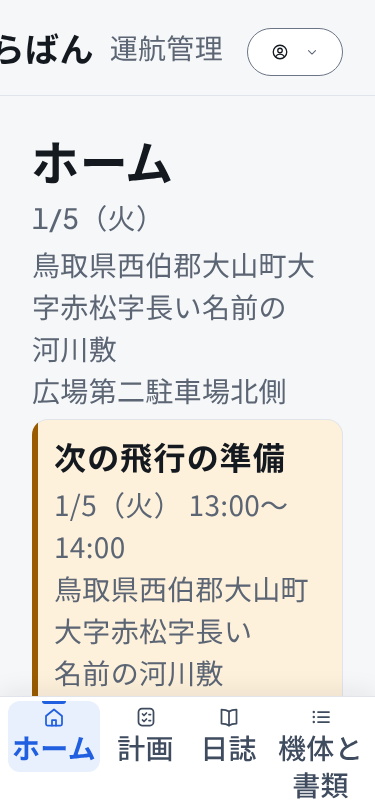 らばん 運航管理
ホーム
1/5（火）
鳥取県西伯郡大山町大
字赤松字長い名前の
河川敷
広場第二駐車場北側
次の飛行の準備
1/5（火） 13:00〜
14:00
鳥取県西伯郡大山町
大字赤松字長い
名前の河川敷
ホーム 計画 日誌 機体と
書類